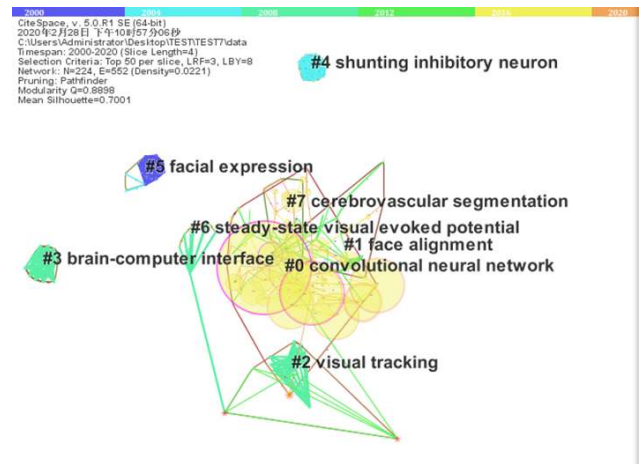 2000 2004 2008 2012 2016 2020
CiteSpace, v. 5.0.R1 SE (64-bit)
2020年2月28日 下午10时57分06秒
C:\Users\Administrator\Desktop\TEST\TEST7\data
Timespan: 2000-2020 (Slice Length=4)
Selection Criteria: Top 50 per slice, LRF=3, LBY=8
Network: N=224, E=552 (Density=0.0221)
Pruning: Pathfinder
Modularity Q=0.8898
Mean Silhouette=0.7001
#4 shunting inhibitory neuron
#5 facial expression
#7 cerebrovascular segmentation
#6 steady-state visual evoked potential
#1 face alignment
#3 brain-computer interface
#0 convolutional neural network
#2 visual tracking